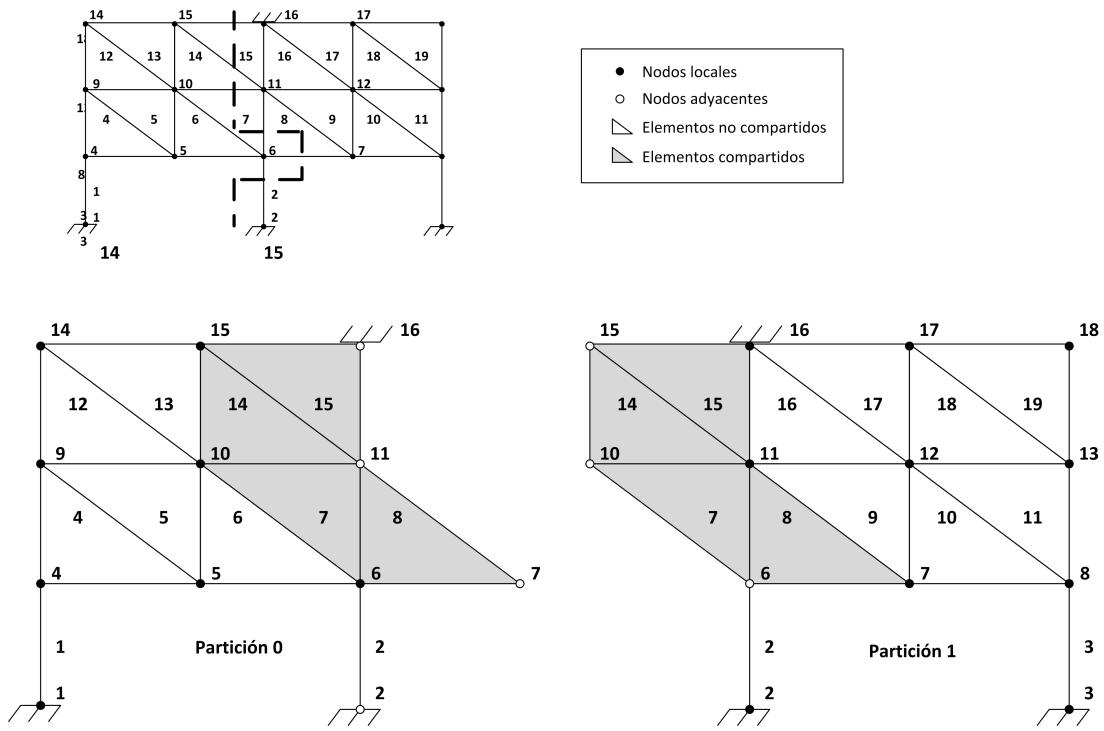 14 15 16 17
1 12 13 14 15 16 17 18 19
9 10 11 12
1 4 5 6 7 8 9 10 11
4 5 6 7
8
1 2
3 1 2
3
14 15
Nodos locales
Nodos adyacentes
Elementos no compartidos
Elementos compartidos
14 15 16
12 13 14 15
9 10 11
4 5 6 7 8
4 5 6 7
1 Partición 0 2
1 2
15 16 17 18
14 15 16 17 18 19
10 11 12 13
7 8 9 10 11
6 7 8
2 Partición 1 3
2 3